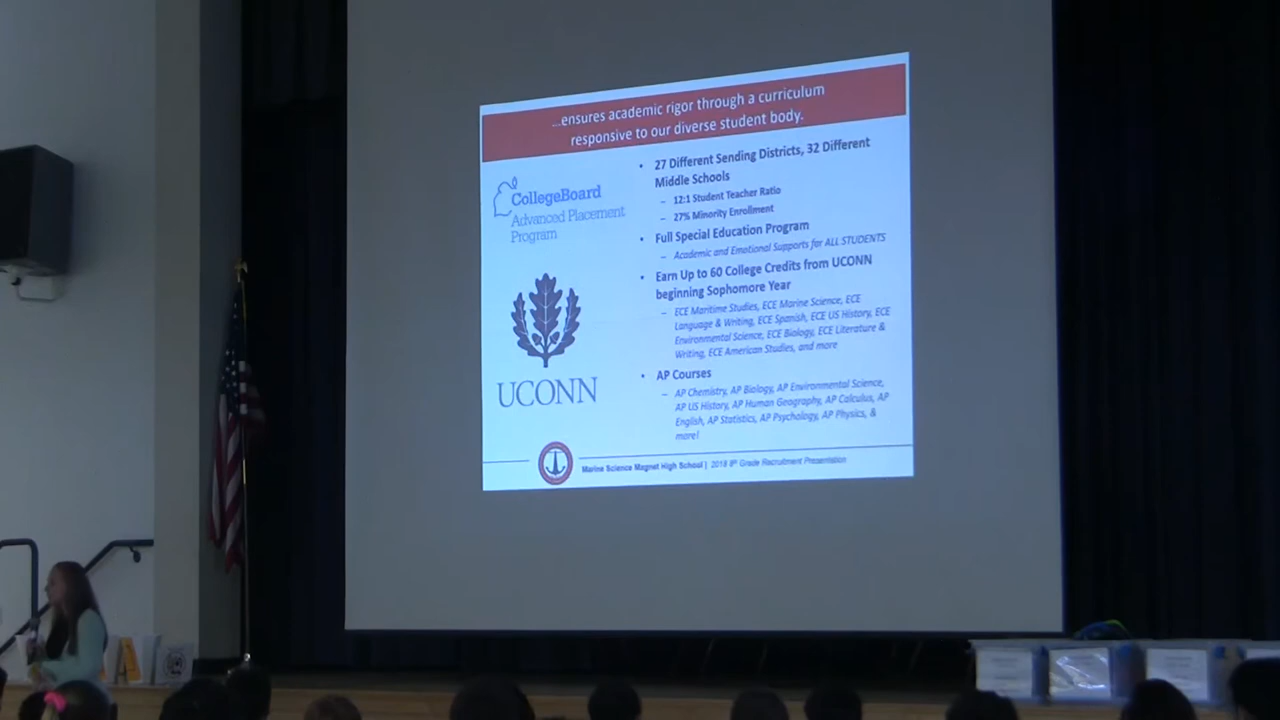 ...ensures academic rigor through a curriculum
responsive to our diverse student body.
CollegeBoard
Advanced Placement
Program
UCONN
• 27 Different Sending Districts, 32 Different
Middle Schools
– 12:1 Student Teacher Ratio
– 27% Minority Enrollment
• Full Special Education Program
– Academic and Emotional Supports for ALL STUDENTS
• Earn Up to 60 College Credits from UCONN
beginning Sophomore Year
– ECE Maritime Studies, ECE Marine Science, ECE
Language & Writing, ECE Spanish, ECE US History, ECE
Environmental Science, ECE Biology, ECE Literature &
Writing, ECE American Studies, and more
• AP Courses
– AP Chemistry, AP Biology, AP Environmental Science,
AP US History, AP Human Geography, AP Calculus, AP
English, AP Statistics, AP Psychology, AP Physics, &
more!
Marine Science Magnet High School | 2018 8th Grade Recruitment Presentation